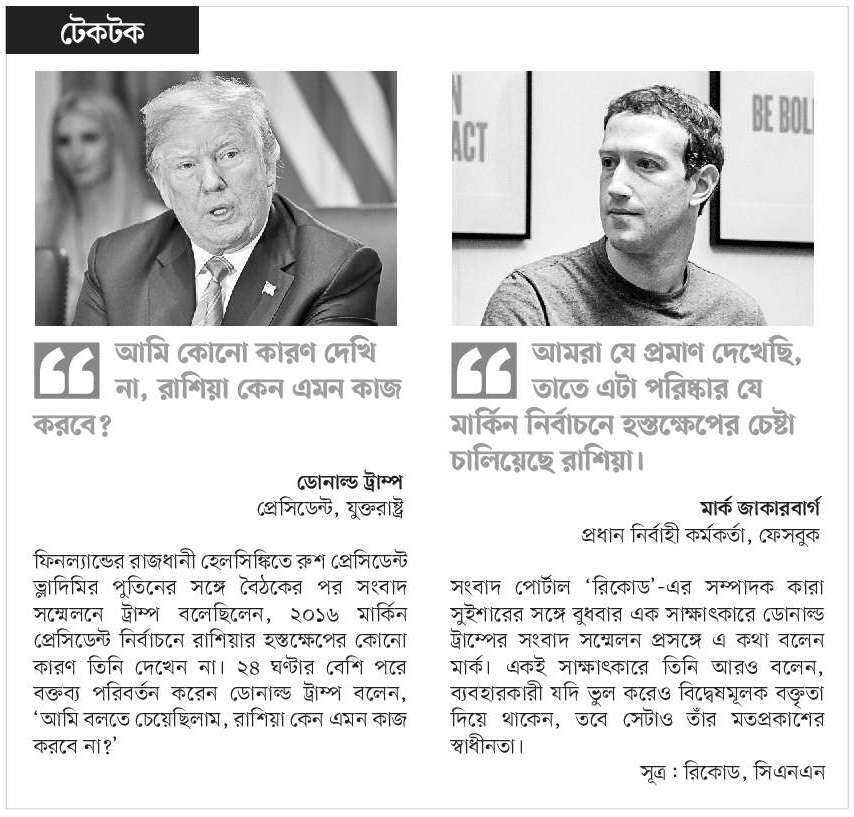 টেকটক
N
ACT
BE BOL
আমি কোনো কারণ দেখি
না, রাশিয়া কেন এমন কাজ
করবে?
ডোনাল্ড ট্রাম্প
প্রেসিডেন্ট, যুক্তরাষ্ট্র
ফিনল্যান্ডের রাজধানী হেলসিঙ্কিতে রুশ প্রেসিডেন্ট
ভ্লাদিমির পুতিনের সঙ্গে বৈঠকের পর সংবাদ
সম্মেলনে ট্রাম্প বলেছিলেন, ২০১৬ মার্কিন
প্রেসিডেন্ট নির্বাচনে রাশিয়ার হস্তক্ষেপের কোনো
কারণ তিনি দেখেন না। ২৪ ঘণ্টার বেশি পরে
বক্তব্য পরিবর্তন করেন ডোনাল্ড ট্রাম্প বলেন,
‘আমি বলতে চেয়েছিলাম, রাশিয়া কেন এমন কাজ
করবে না?’
আমরা যে প্রমাণ দেখেছি,
তাতে এটা পরিষ্কার যে
মার্কিন নির্বাচনে হস্তক্ষেপের চেষ্টা
চালিয়েছে রাশিয়া।
মার্ক জাকারবার্গ
প্রধান নির্বাহী কর্মকর্তা, ফেসবুক
সংবাদ পোর্টাল ‘রিকোড’-এর সম্পাদক কারা
সুইশারের সঙ্গে বুধবার এক সাক্ষাৎকারে ডোনাল্ড
ট্রাম্পের সংবাদ সম্মেলন প্রসঙ্গে এ কথা বলেন
মার্ক। একই সাক্ষাৎকারে তিনি আরও বলেন,
ব্যবহারকারী যদি ভুল করেও বিদ্বেষমূলক বক্তৃতা
দিয়ে থাকেন, তবে সেটাও তাঁর মতপ্রকাশের
স্বাধীনতা।
সূত্র : রিকোড, সিএনএন